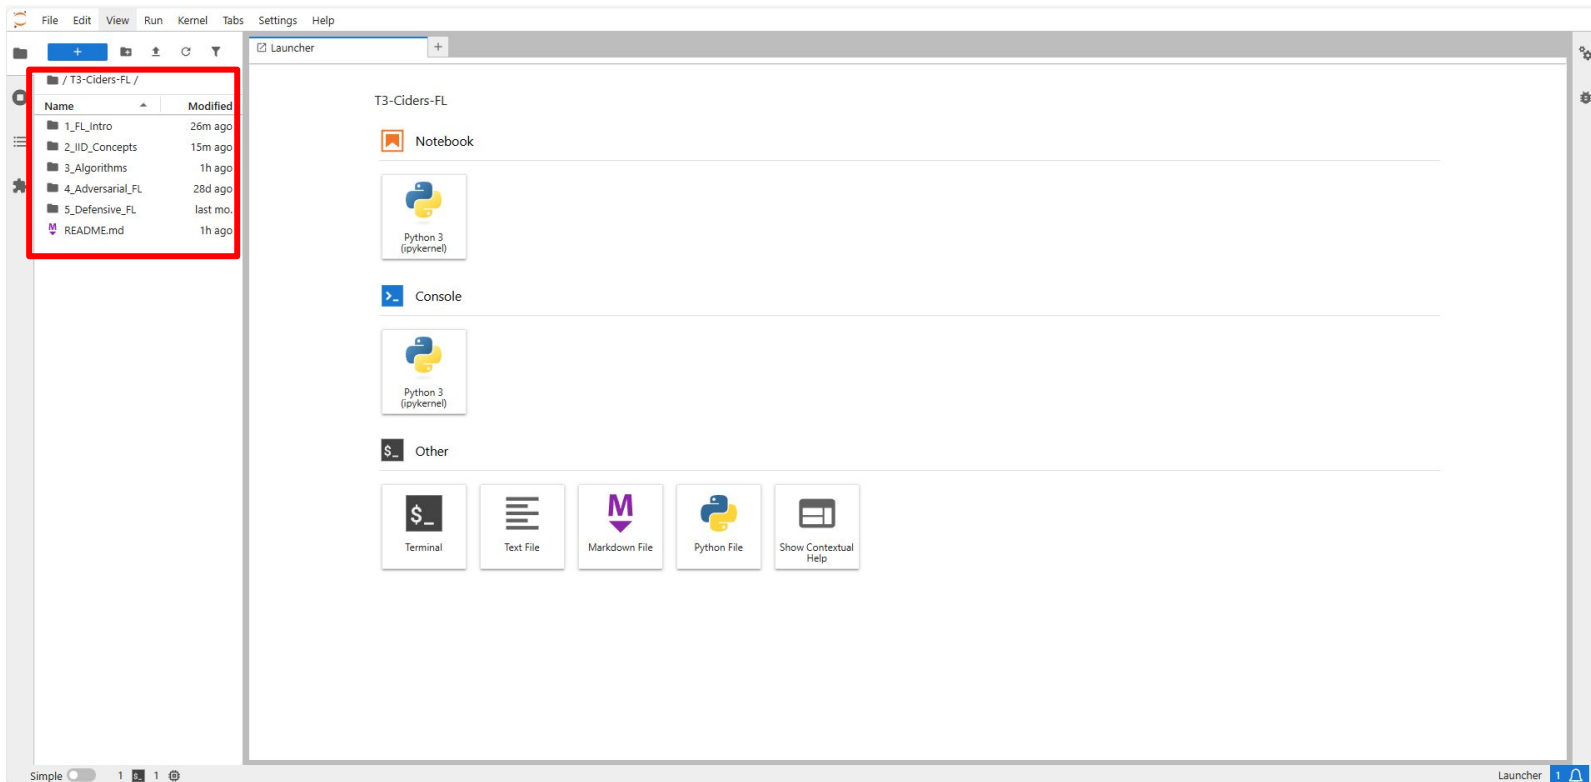 File Edit View Run Kernel Tabs Settings Help
+
Launcher
+
/ T3-Ciders-FL /
Name Modified
1_FL_Intro 26m ago
2_IID_Concepts 15m ago
3_Algorithms 1h ago
4_Adversarial_FL 28d ago
5_Defensive_FL last mo.
M README.md 1h ago
T3-Ciders-FL
Notebook
Python 3
(ipykernel)
>_ Console
Python 3
(ipykernel)
$_ Other
$_
M
Terminal
Text File
Markdown File
Python File
Show Contextual
Help
Simple 1 $_ 1
Launcher 1